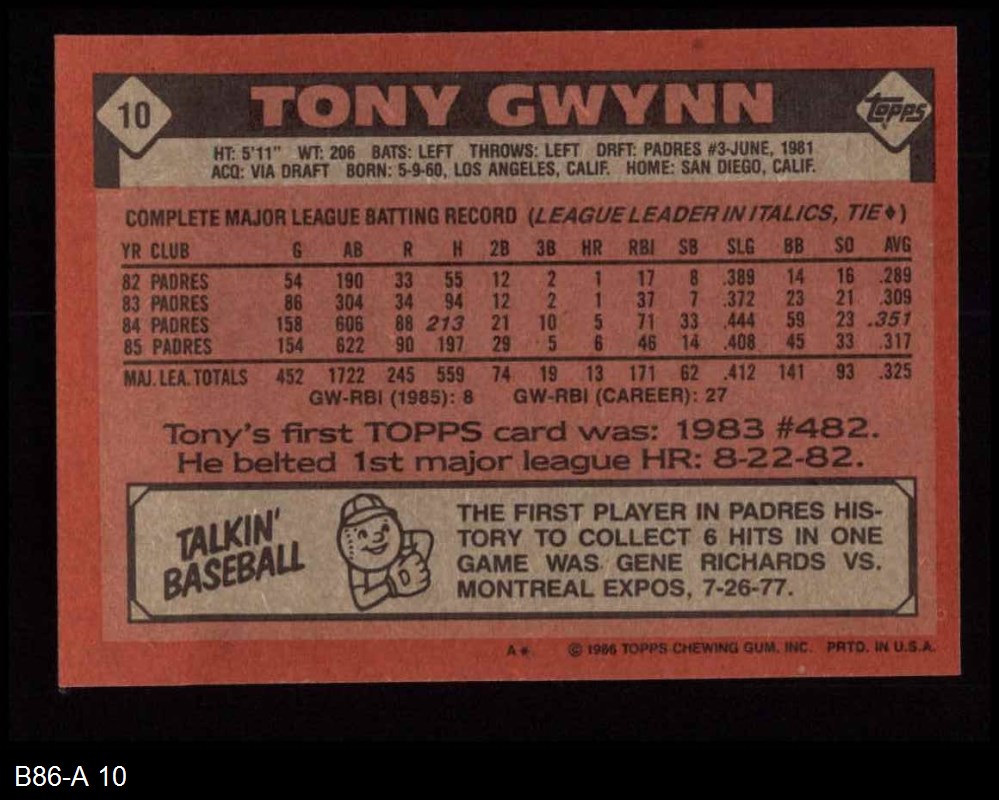 10
TONY GWYNN
topps
HT: 5'11" WT: 206 BATS: LEFT THROWS: LEFT DRFT: PADRES #3-JUNE, 1981
ACQ: VIA DRAFT BORN: 5-9-60, LOS ANGELES, CALIF. HOME: SAN DIEGO, CALIF.
COMPLETE MAJOR LEAGUE BATTING RECORD (LEAGUE LEADER IN ITALICS, TIE♦)
YR CLUB G AB R H 2B 3B HR RBI SB SLG BB SO AVG
82 PADRES 54 190 33 55 12 2 1 17 8 .389 14 16 .289
83 PADRES 86 304 34 94 12 2 1 37 7 .372 23 21 .309
84 PADRES 158 606 88 213 21 10 5 71 33 .444 59 23 .351
85 PADRES 154 622 90 197 29 5 6 46 14 .408 45 33 .317
MAJ. LEA. TOTALS 452 1722 245 559 74 19 13 171 62 .412 141 93 .325
GW-RBI (1985): 8 GW-RBI (CAREER): 27
Tony's first TOPPS card was: 1983 #482.
He belted 1st major league HR: 8-22-82.
TALKIN'
BASEBALL
THE FIRST PLAYER IN PADRES HIS-
TORY TO COLLECT 6 HITS IN ONE
GAME WAS GENE RICHARDS VS.
MONTREAL EXPOS, 7-26-77.
A* © 1986 TOPPS CHEWING GUM, INC. PRTD. IN U.S.A.
B86-A 10